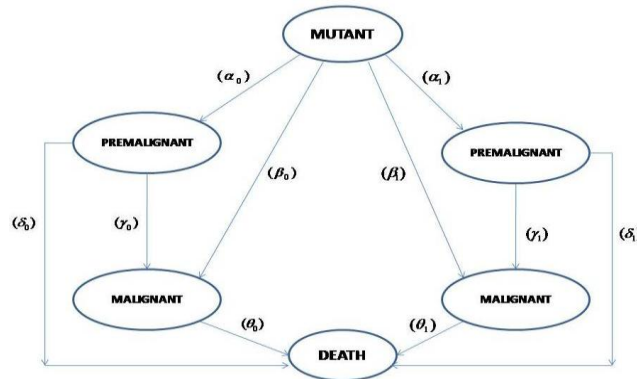 MUTANT
(α₀)
(α₁)
PREMALIGNANT
PREMALIGNANT
(β₀)
(β₁)
(δ₀)
(γ₀)
(γ₁)
(δ₁
MALIGNANT
MALIGNANT
(θ₀)
(θ₁)
DEATH